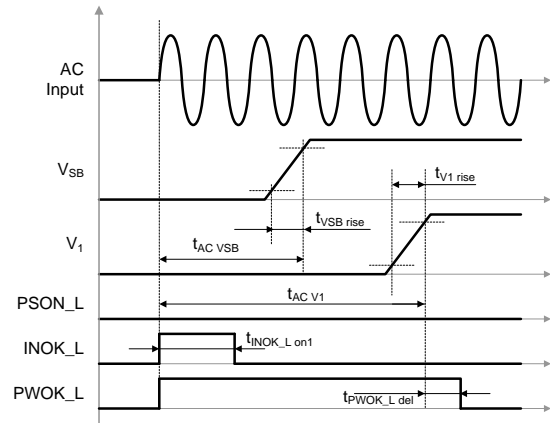 AC
Input
VSB
tV1 rise
tVSB rise
V1
tAC VSB
PSON_L
tAC V1
INOK_L
tINOK_L on1
PWOK_L
tPWOK_L del